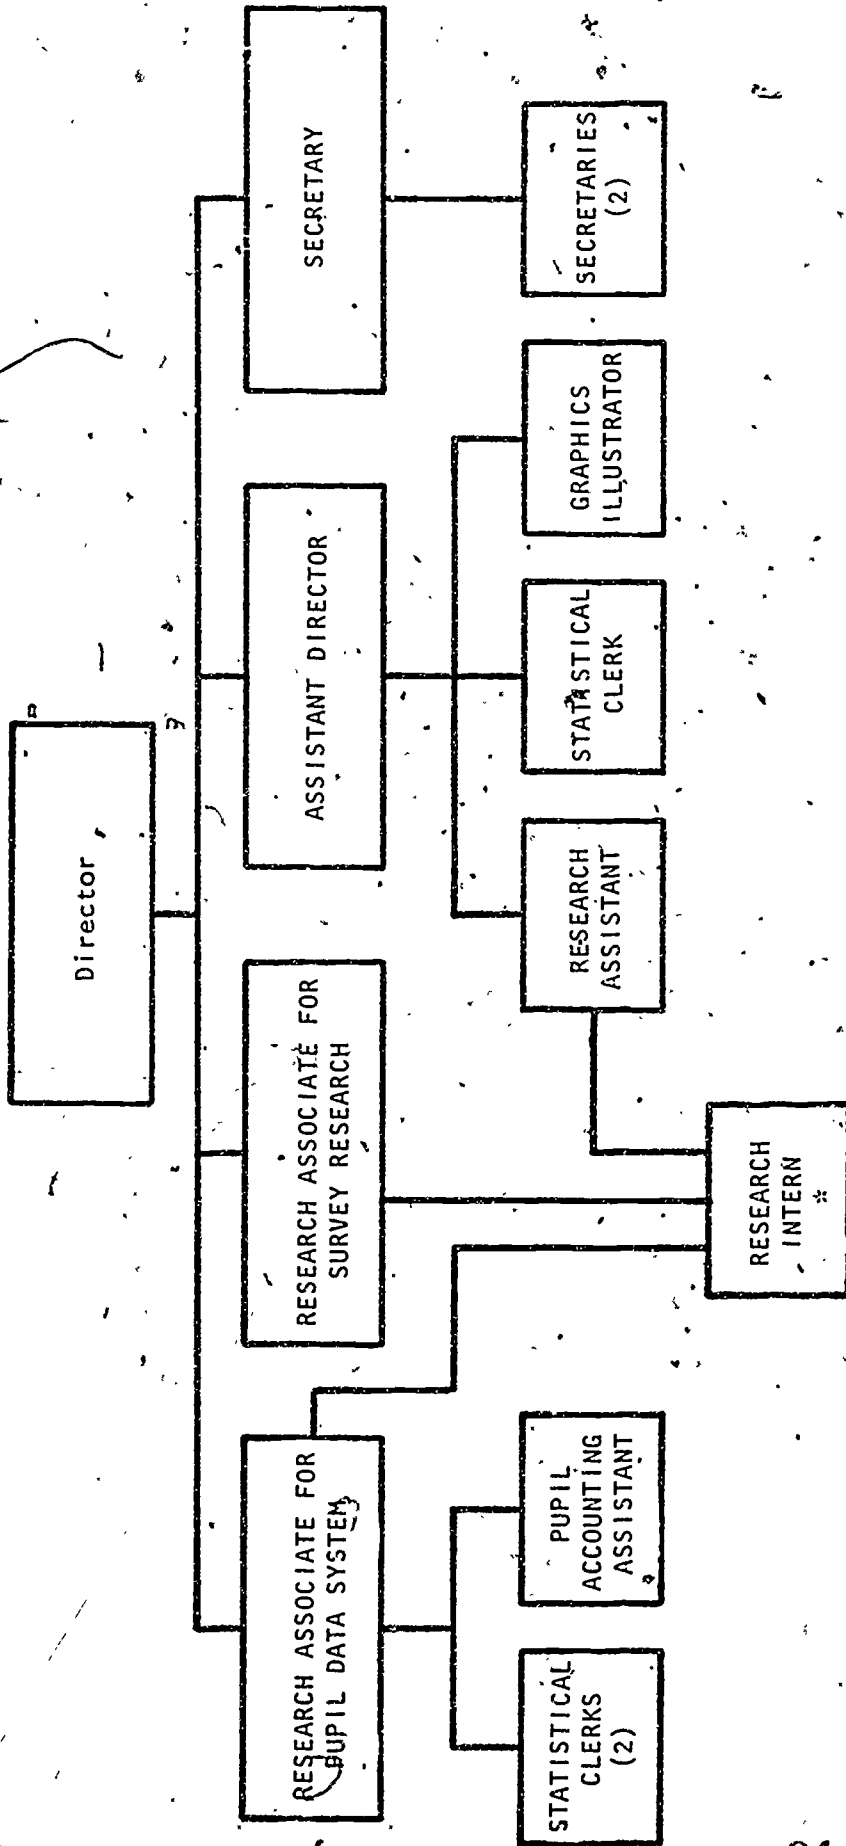 Director
RESEARCH ASSOCIATE FOR
PUPIL DATA SYSTEM
RESEARCH ASSOCIATE FOR
SURVEY RESEARCH
ASSISTANT DIRECTOR
SECRETARY
STATISTICAL
CLERKS
(2)
PUPIL
ACCOUNTING
ASSISTANT
RESEARCH
ASSISTANT
STATISTICAL
CLERK
GRAPHICS
ILLUSTRATOR
SECRETARIES
(2)
RESEARCH
INTERN
*